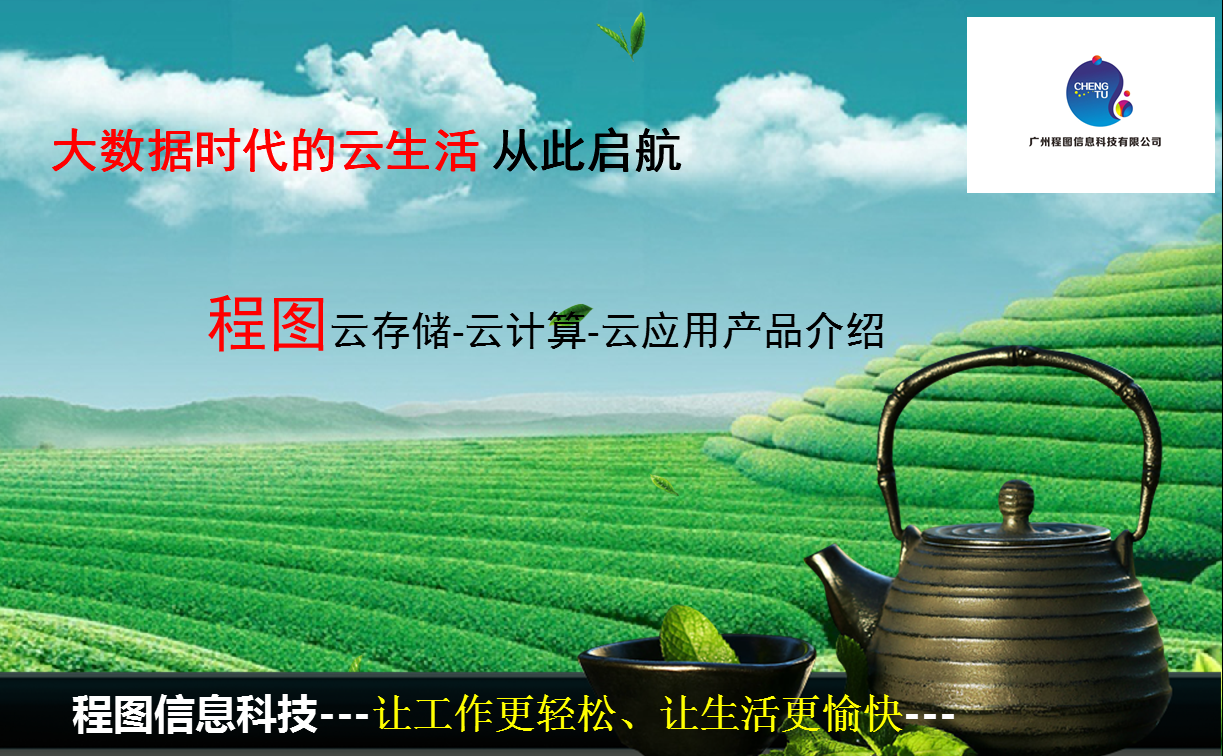 CHENG
TU
广州程图信息科技有限公司
大数据时代的云生活 从此启航
程图云存储-云计算-云应用产品介绍
程图信息科技---让工作更轻松、让生活更愉快---